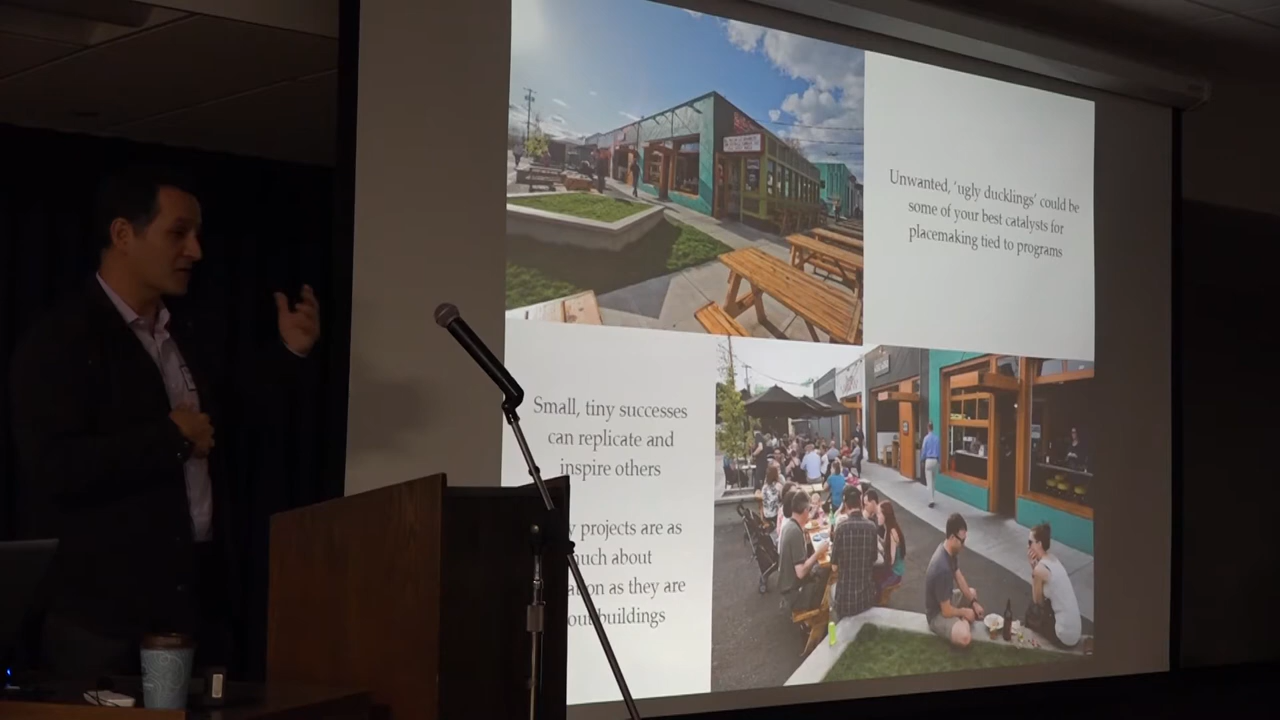 Unwanted, ‘ugly ducklings’ could be
some of your best catalysts for
placemaking tied to programs
Small, tiny successes
can replicate and
inspire others
projects are as
about
as they are
buildings